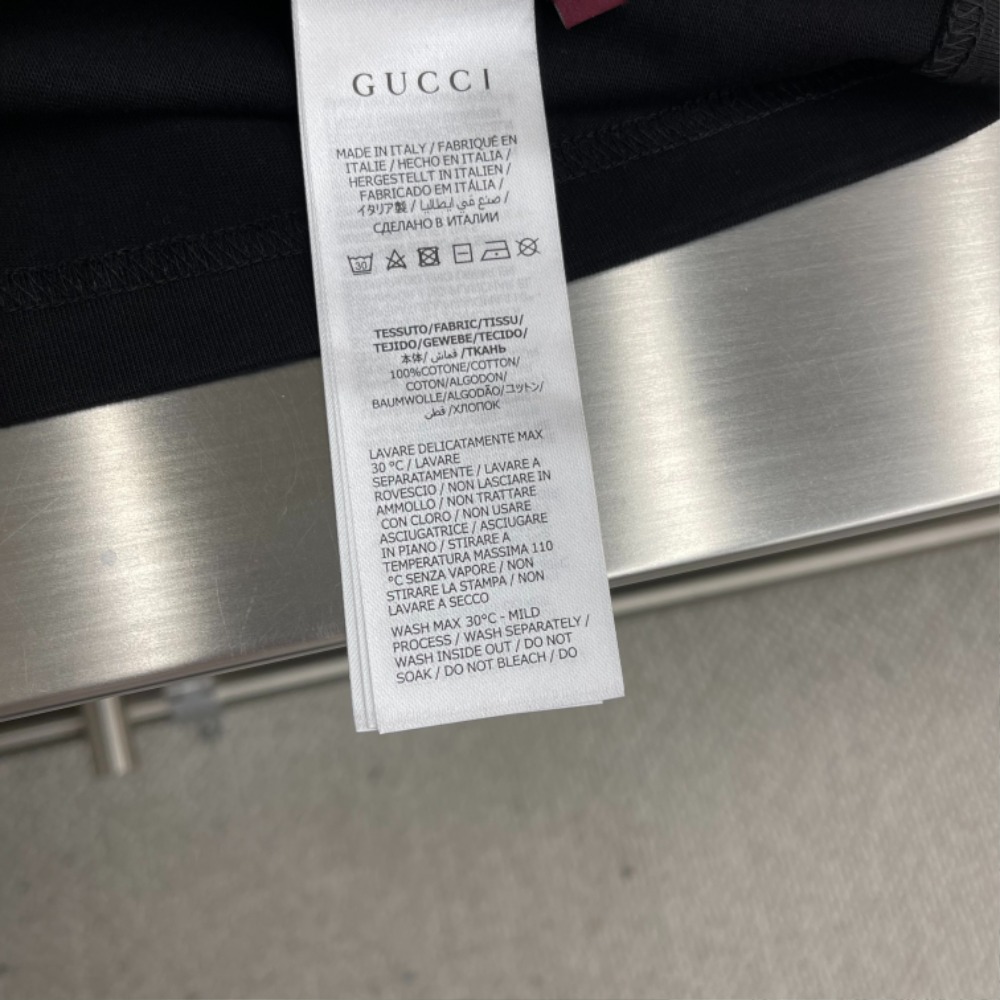 GUCCI
MADE IN ITALY / FABRIQUÉ EN
ITALIE / HECHO EN ITALIA /
HERGESTELLT IN ITALIEN /
FABRICADO EM ITÁLIA /
イタリア製 / صنع في ايطاليا /
СДЕЛАНО В ИТАЛИИ
30
TESSUTO/FABRIC/TISSU/
TEJIDO/GEWEBE/TECIDO/
本体/ قماش /ТКАНЬ
100%COTONE/COTTON/
COTON/ALGODON/
BAUMWOLLE/ALGODÃO/コットン/
قطن /ХЛОПОК
LAVARE DELICATAMENTE MAX
30 °C / LAVARE
SEPARATAMENTE / LAVARE A
ROVESCIO / NON LASCIARE IN
AMMOLLO / NON TRATTARE
CON CLORO / NON USARE
ASCIUGATRICE / ASCIUGARE
IN PIANO / STIRARE A
TEMPERATURA MASSIMA 110
°C SENZA VAPORE / NON
STIRARE LA STAMPA / NON
LAVARE A SECCO
WASH MAX 30°C - MILD
PROCESS / WASH SEPARATELY /
WASH INSIDE OUT / DO NOT
SOAK / DO NOT BLEACH / DO